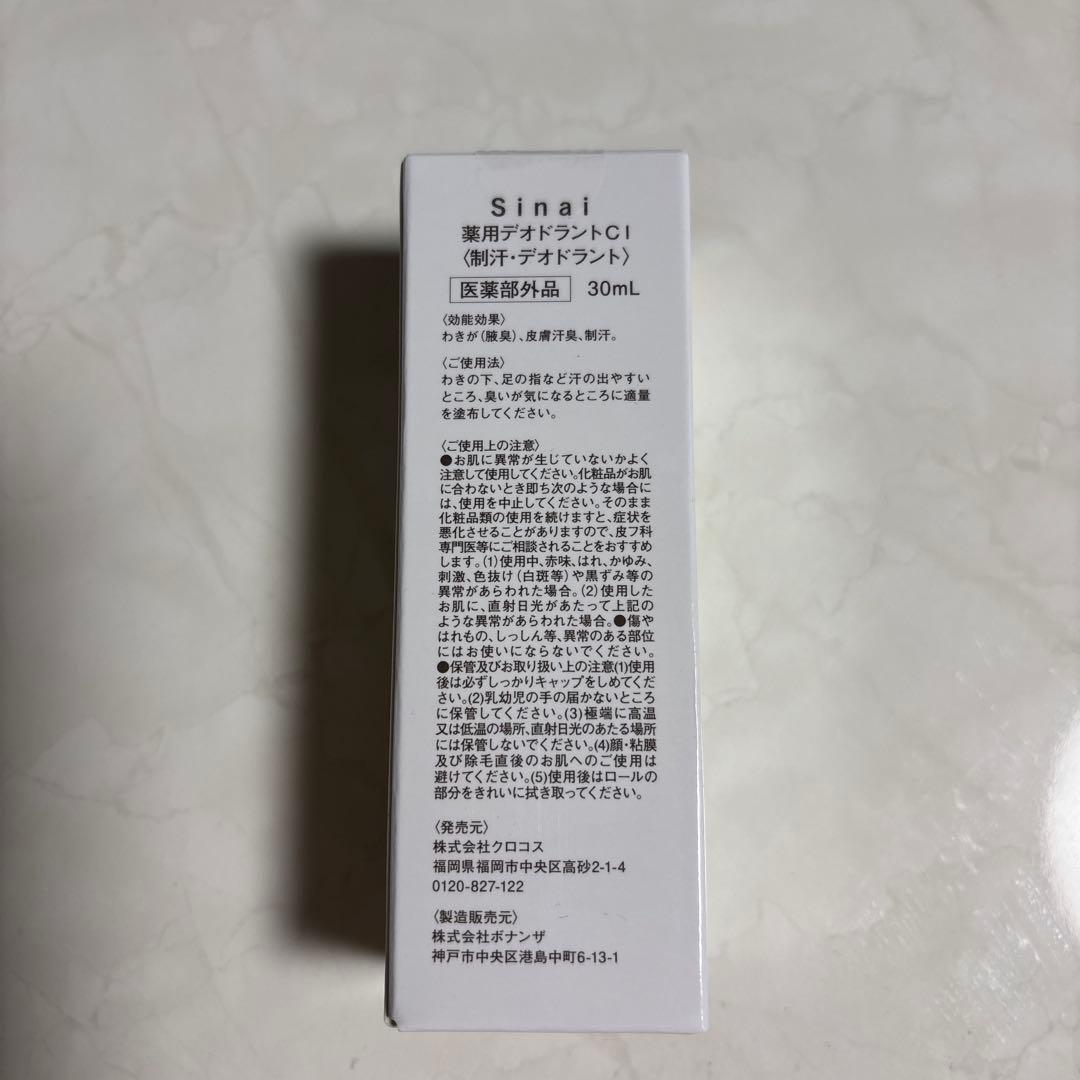 Sinai
薬用デオドラントCI
〈制汗・デオドラント〉
医薬部外品 30mL
〈効能効果〉
わきが(腋臭)、皮膚汗臭、制汗。
〈ご使用法〉
わきの下、足の指など汗の出やすい
ところ、臭いが気になるところに適量
を塗布してください。
〈ご使用上の注意〉
●お肌に異常が生じていないかよく
注意して使用してください。化粧品がお肌
に合わないとき即ち次のような場合に
は、使用を中止してください。そのまま
化粧品類の使用を続けますと、症状を
悪化させることがありますので、皮フ科
専門医等にご相談されることをおすすめ
します。(1)使用中、赤味、はれ、かゆみ、
刺激、色抜け(白斑等)や黒ずみ等の
異常があらわれた場合。(2)使用した
お肌に、直射日光があたって上記の
ような異常があらわれた場合。●傷や
はれもの、しっしん等、異常のある部位
にはお使いにならないでください。
●保管及びお取り扱い上の注意(1)使用
後は必ずしっかりキャップをしめてくだ
さい。(2)乳幼児の手の届かないところ
に保管してください。(3)極端に高温
又は低温の場所、直射日光のあたる場所
には保管しないでください。(4)顔・粘膜
及び除毛直後のお肌へのご使用は
避けてください。(5)使用後はロールの
部分をきれいに拭き取ってください。
〈発売元〉
株式会社クロコス
福岡県福岡市中央区高砂2-1-4
0120-827-122
〈製造販売元〉
株式会社ボナンザ
神戸市中央区港島中町6-13-1